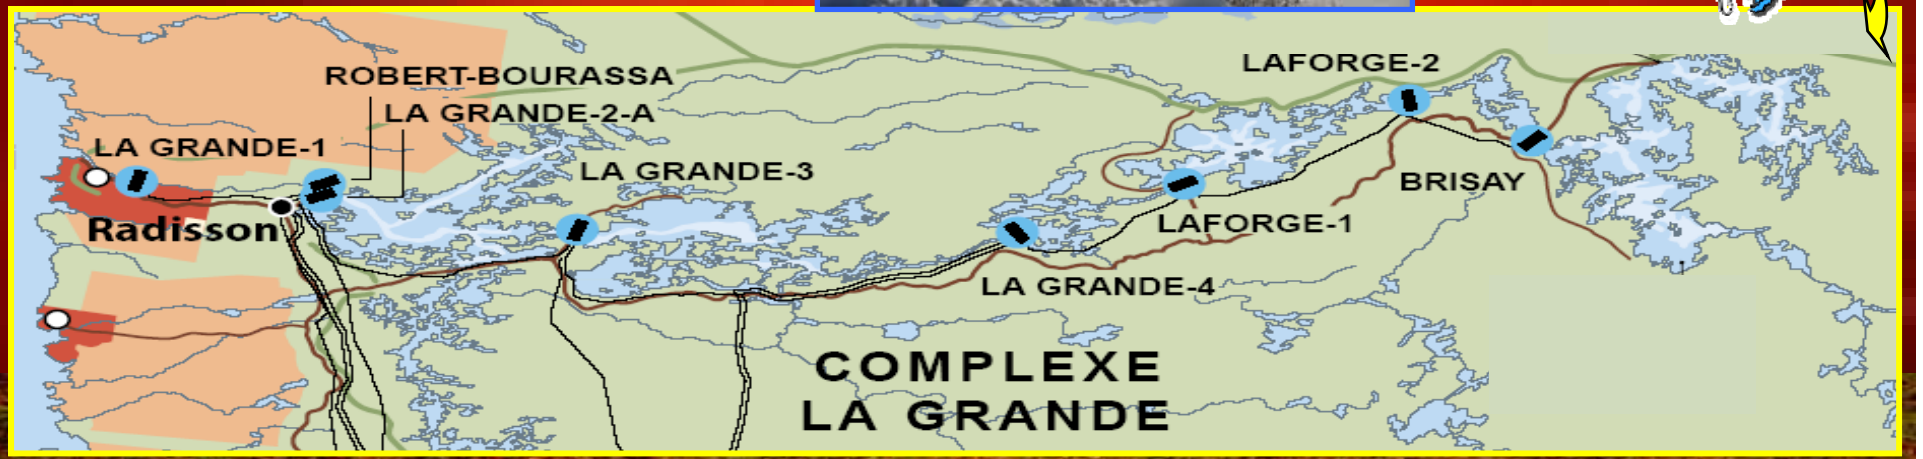 ROBERT-BOURASSA
LA GRANDE-2-A
LA GRANDE-1
LA GRANDE-3
LAFORGE-2
BRISAY
LAFORGE-1
Radisson
LA GRANDE-4
COMPLEXE
LA GRANDE